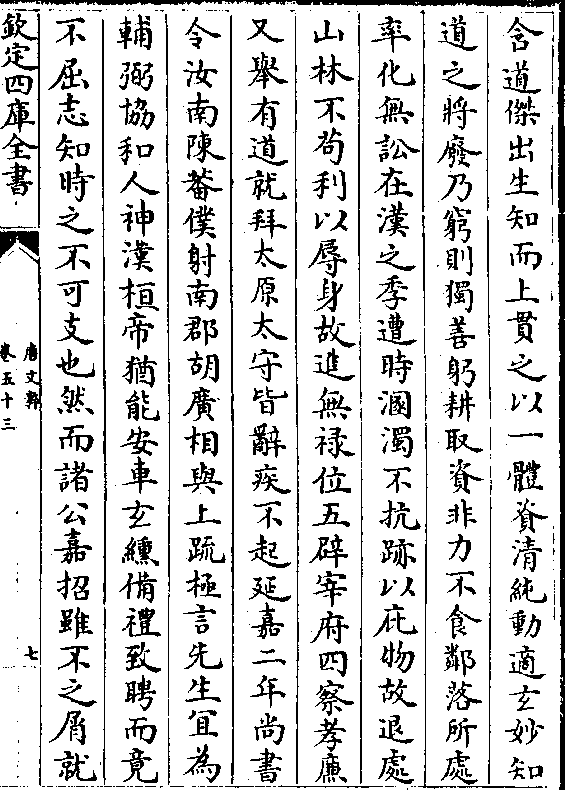 含道傑出生知而上貫之以一體資清純動適玄妙知
道之將廢乃窮則獨善躬耕取資非力不食鄰落所處
率化無訟在漢之季遭時溷濁不抗跡以庇物故退處
山林不茍利以辱身故進無祿位五辟宰府四察孝廉
又舉有道就拜太原太守皆辭疾不起延嘉二年尚書
令汝南陳蕃僕射南郡胡廣相與上疏極言先生宜為
輔弼協和人神漢桓帝猶能安車玄纁備禮致聘而竟
不屈志知時之不可支也然而諸公嘉招雖不之屑就
欽定四庫全書
唐文粹
卷五十三
七